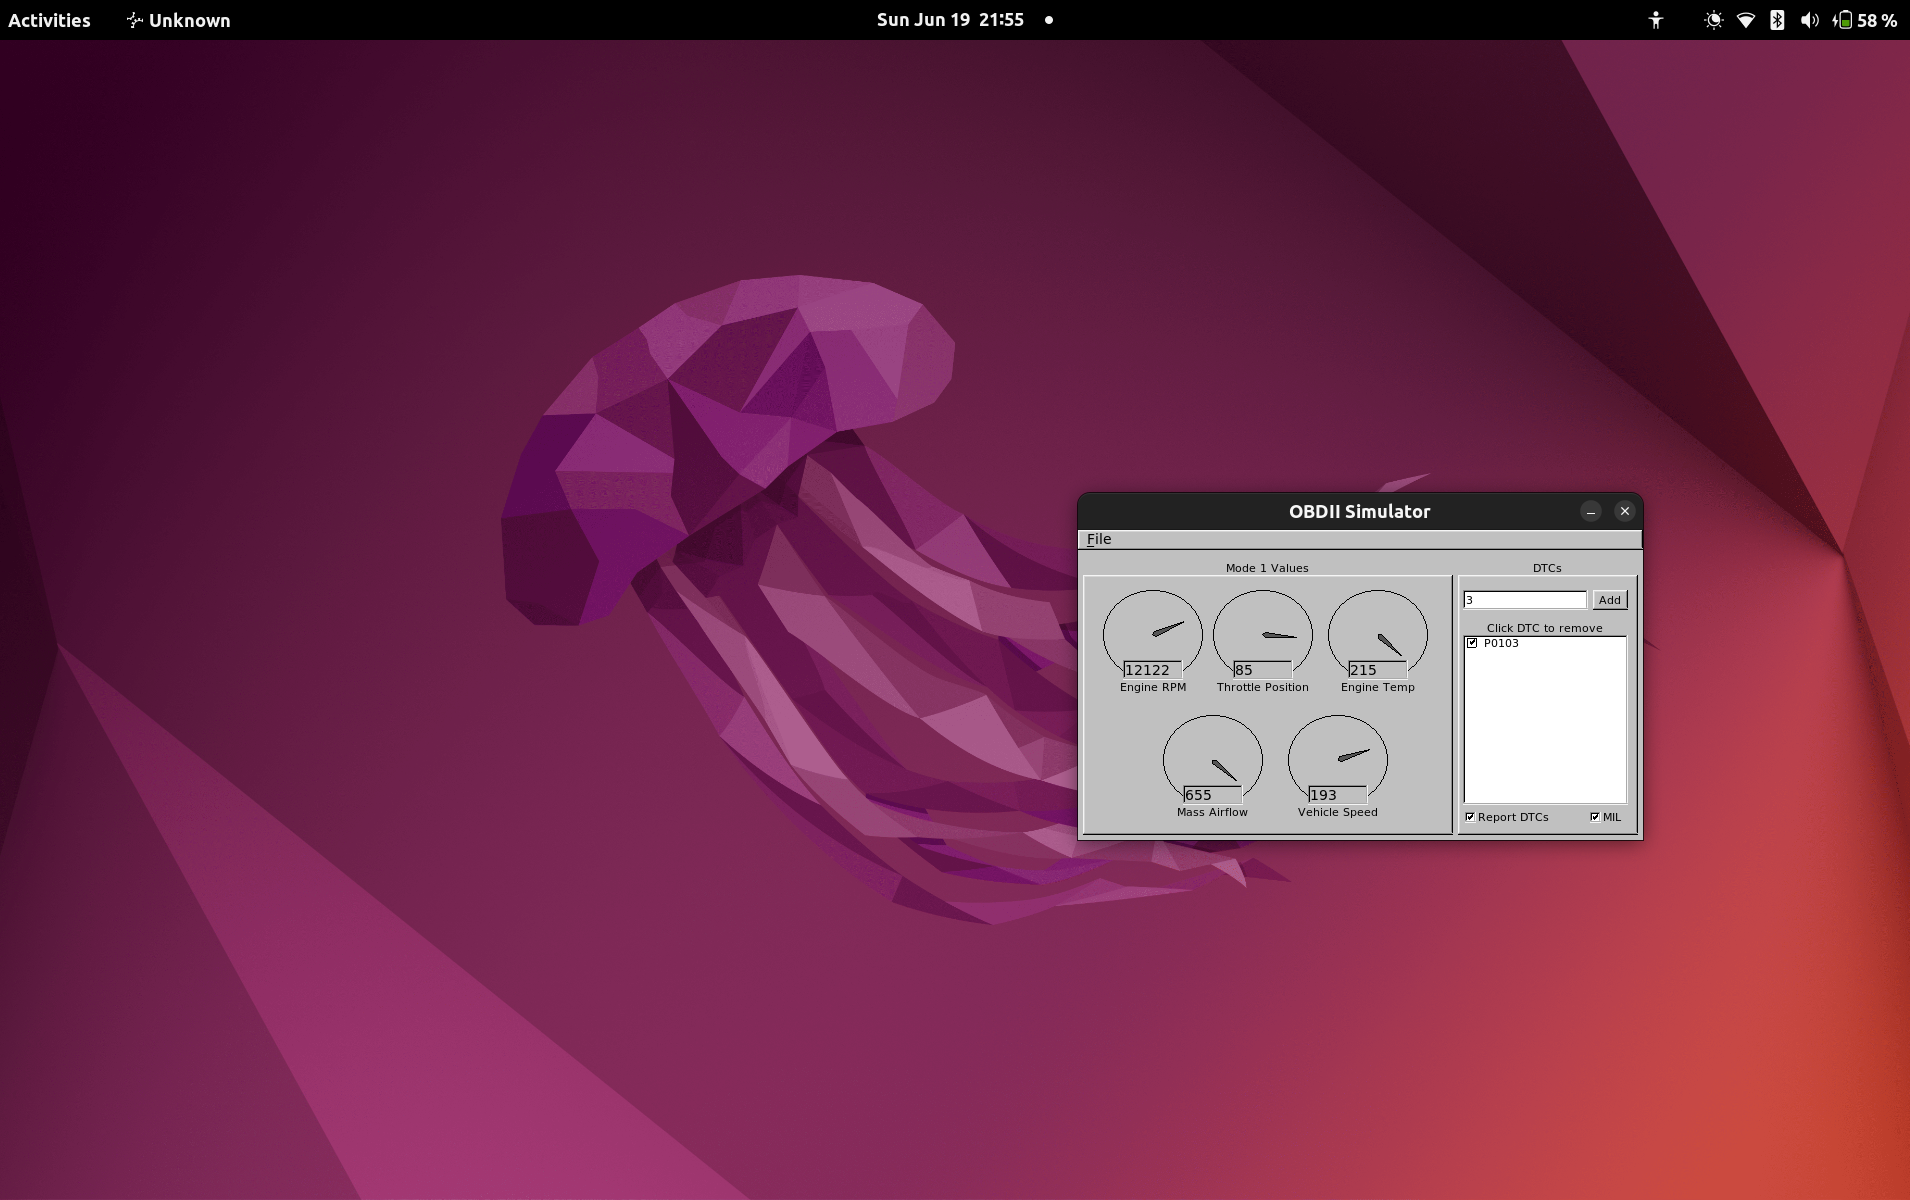 Activities
Unknown
Sun Jun 19 21:55
58 %
OBDII Simulator
File
Mode 1 Values
DTCs
12122
Engine RPM
85
Throttle Position
215
Engine Temp
655
Mass Airflow
193
Vehicle Speed
3
Add
Click DTC to remove
P0103
Report DTCs
MIL